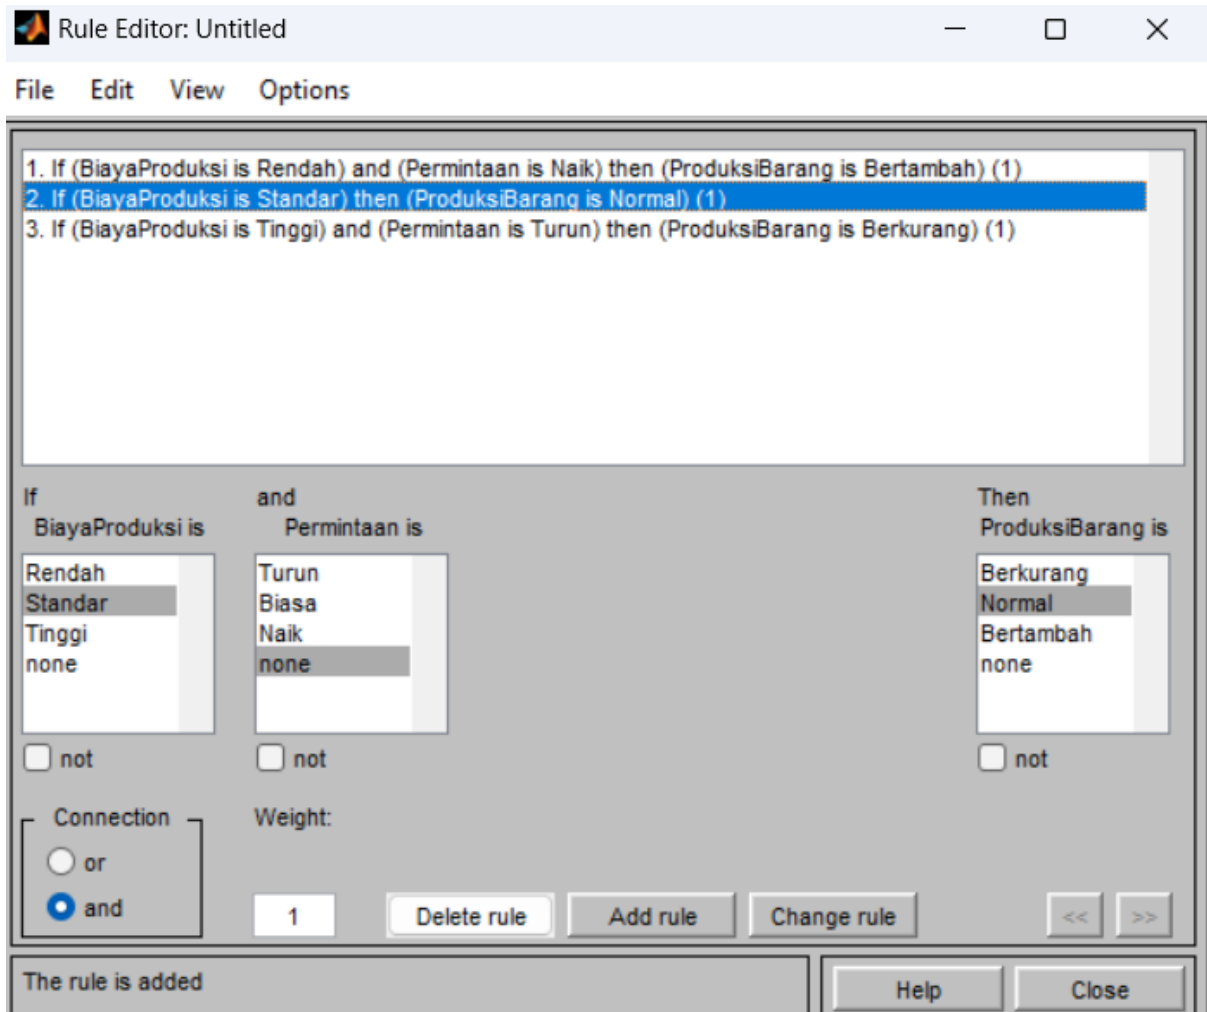 Rule Editor: Untitled
File Edit View Options
1. If (BiayaProduksi is Rendah) and (Permintaan is Naik) then (ProduksiBarang is Bertambah) (1)
2. If (BiayaProduksi is Standar) then (ProduksiBarang is Normal) (1)
3. If (BiayaProduksi is Tinggi) and (Permintaan is Turun) then (ProduksiBarang is Berkurang) (1)
If
BiayaProduksi is
Rendah
Standar
Tinggi
none
not
and
Permintaan is
Turun
Biasa
Naik
none
not
Then
ProduksiBarang is
Berkurang
Normal
Bertambah
none
not
Connection
or
and
Weight:
1
Delete rule
Add rule
Change rule
<<
>>
The rule is added
Help
Close